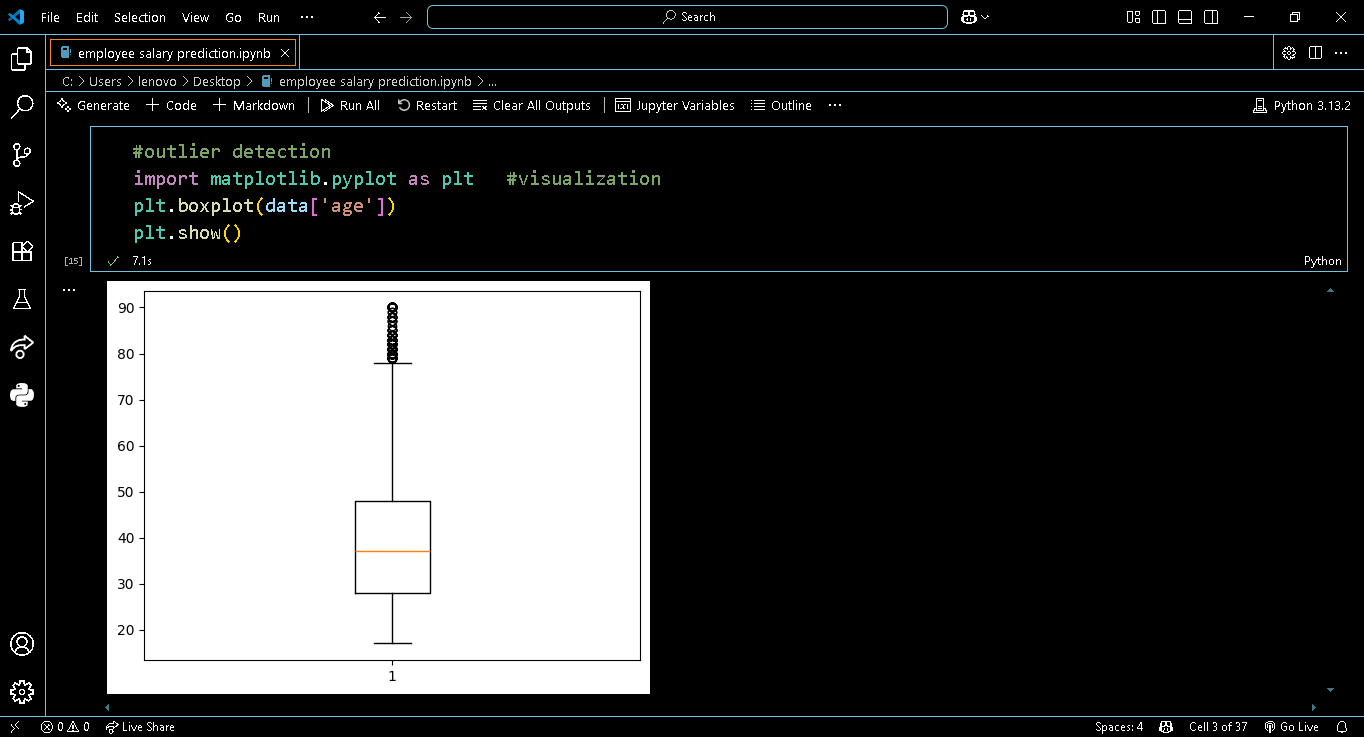 File Edit Selection View Go Run ··· Search
employee salary prediction.ipynb
C: > Users > lenovo > Desktop > employee salary prediction.ipynb > ...
Generate + Code + Markdown Run All Restart Clear All Outputs Jupyter Variables Outline ··· Python 3.13.2
#outlier detection
import matplotlib.pyplot as plt   #visualization
plt.boxplot(data['age'])
plt.show()
[15] 7.1s Python
90
80
70
60
50
40
30
20
1
0 0 Live Share Spaces: 4 Cell 3 of 37 Go Live